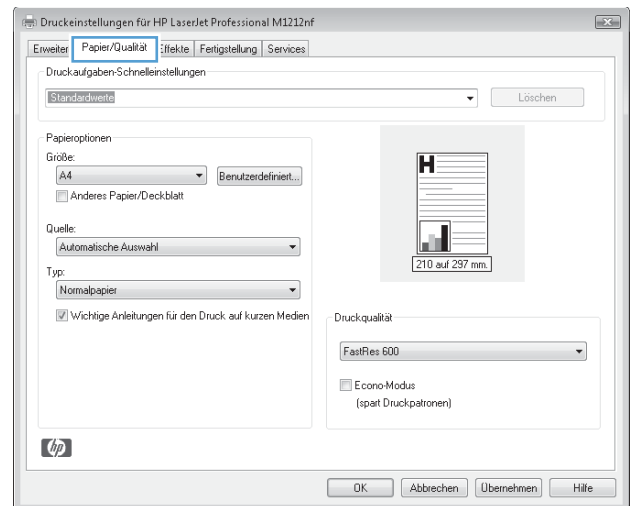 Druckeinstellungen für HP LaserJet Professional M1212nf
Papier/Qualität Effekte Fertigstellung Services
Druckaufgaben-Schnelleinstellungen
Standardwerte Löschen
Papieroptionen
Größe:
A4 Benutzerdefiniert...
Anderes Papier/Deckblatt
Quelle:
Automatische Auswahl
Typ:
Normalpapier
Wichtige Anleitungen für den Druck auf kurzen Medien
H
210 auf 297 mm.
Druckqualität
FastRes 600
Econo-Modus
(spart Druckpatronen)
hp
OK Abbrechen Übernehmen Hilfe